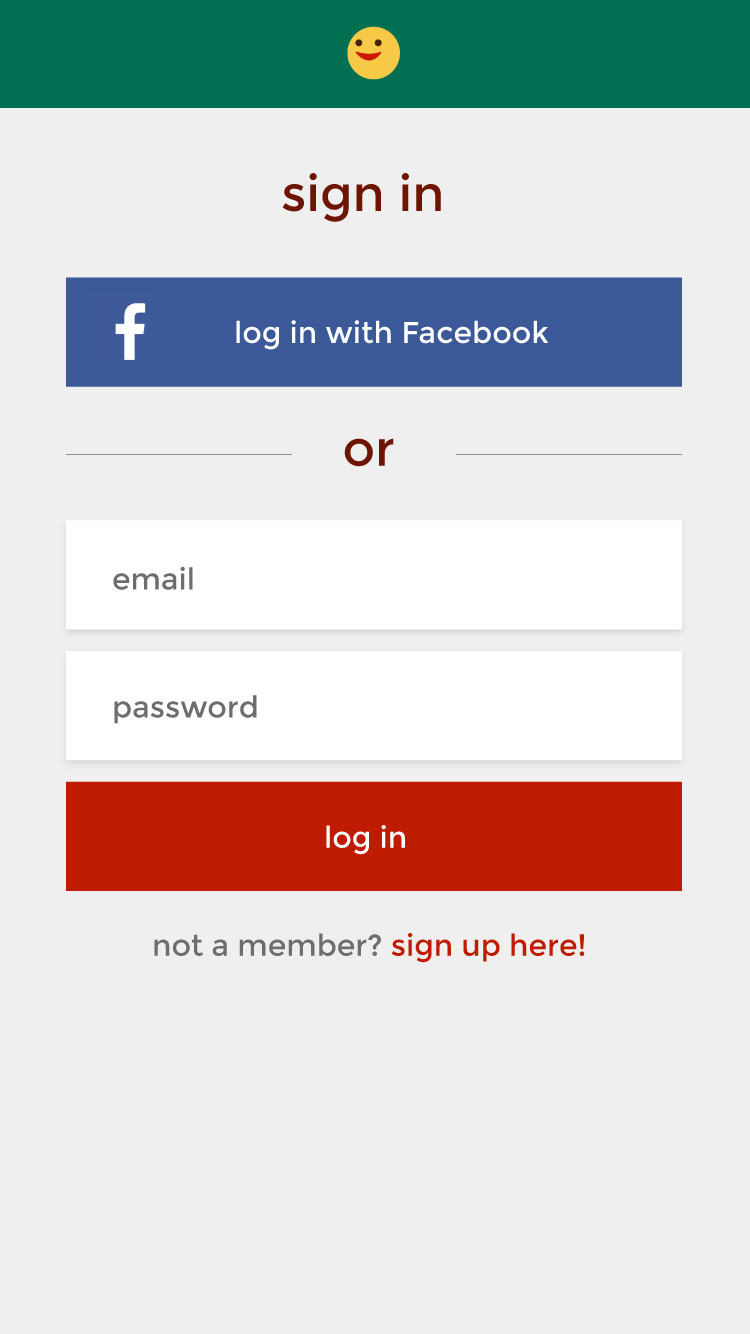 sign in
log in with Facebook
or
email
password
log in
not a member? sign up here!